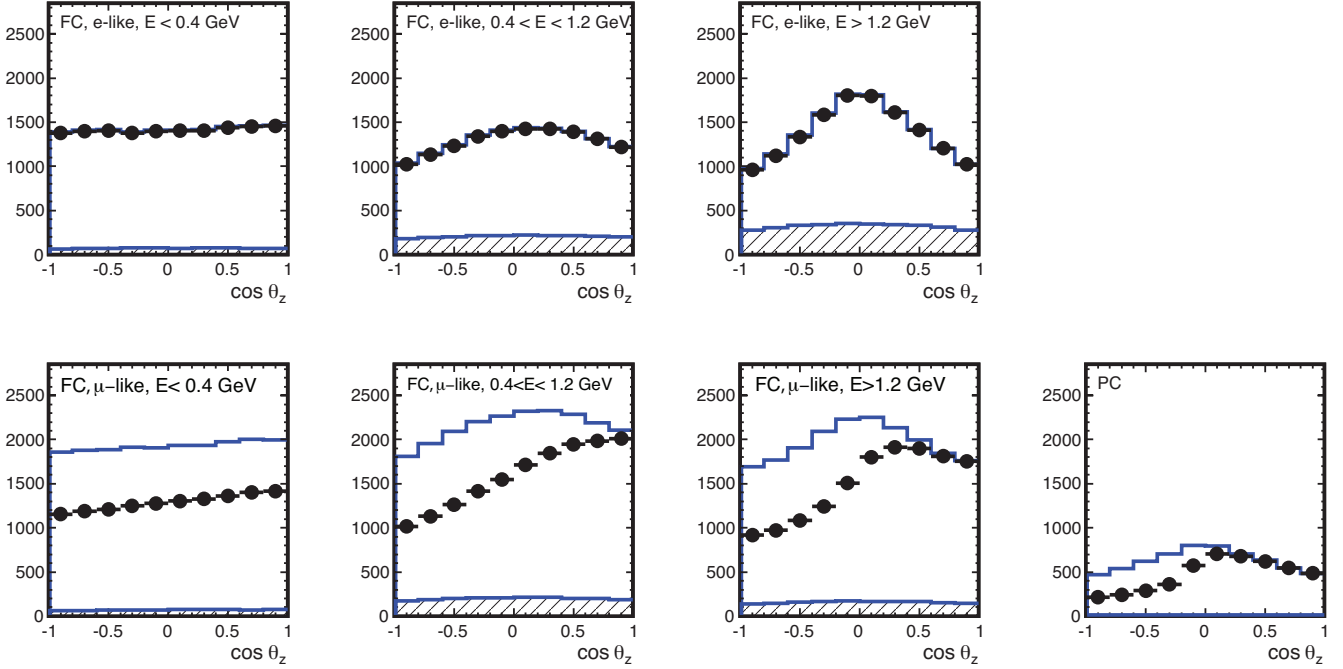 FC, e-like, E < 0.4 GeV
2500
2000
1500
1000
500
0
-1 -0.5 0 0.5 1
cos θz
FC, e-like, 0.4 < E < 1.2 GeV
2500
2000
1500
1000
500
0
-1 -0.5 0 0.5 1
cos θz
FC, e-like, E > 1.2 GeV
2500
2000
1500
1000
500
0
-1 -0.5 0 0.5 1
cos θz
FC, μ−like, E< 0.4 GeV
2500
2000
1500
1000
500
0
-1 -0.5 0 0.5 1
cos θz
FC, μ−like, 0.4<E< 1.2 GeV
2500
2000
1500
1000
500
0
-1 -0.5 0 0.5 1
cos θz
FC, μ−like, E>1.2 GeV
2500
2000
1500
1000
500
0
-1 -0.5 0 0.5 1
cos θz
PC
2500
2000
1500
1000
500
0
-1 -0.5 0 0.5 1
cos θz